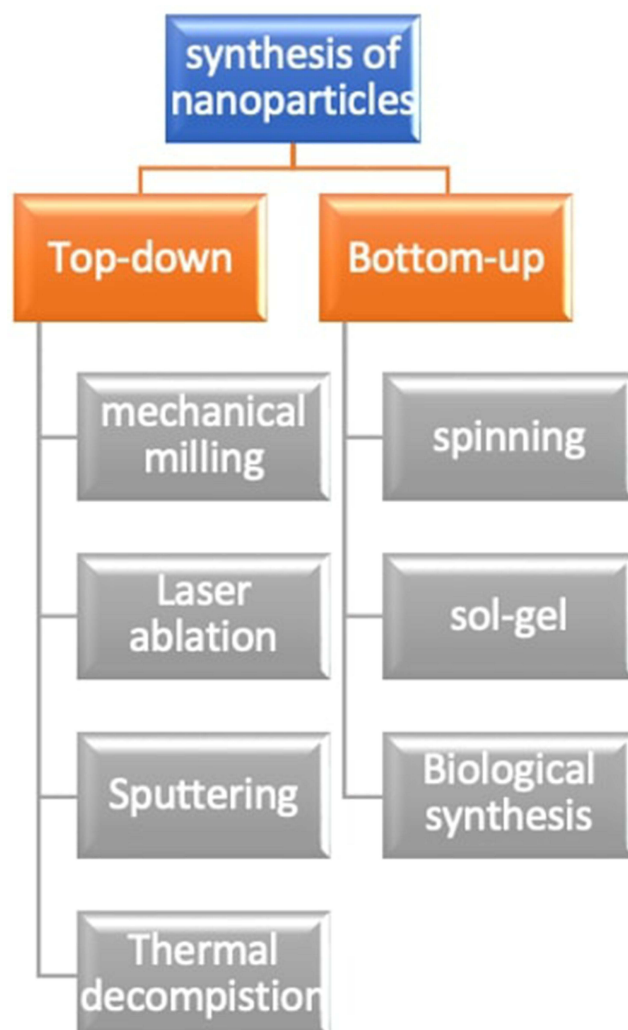 synthesis of
nanoparticles
Top-down
Bottom-up
mechanical
milling
spinning
Laser
ablation
sol-gel
Sputtering
Biological
synthesis
Thermal
decompistion